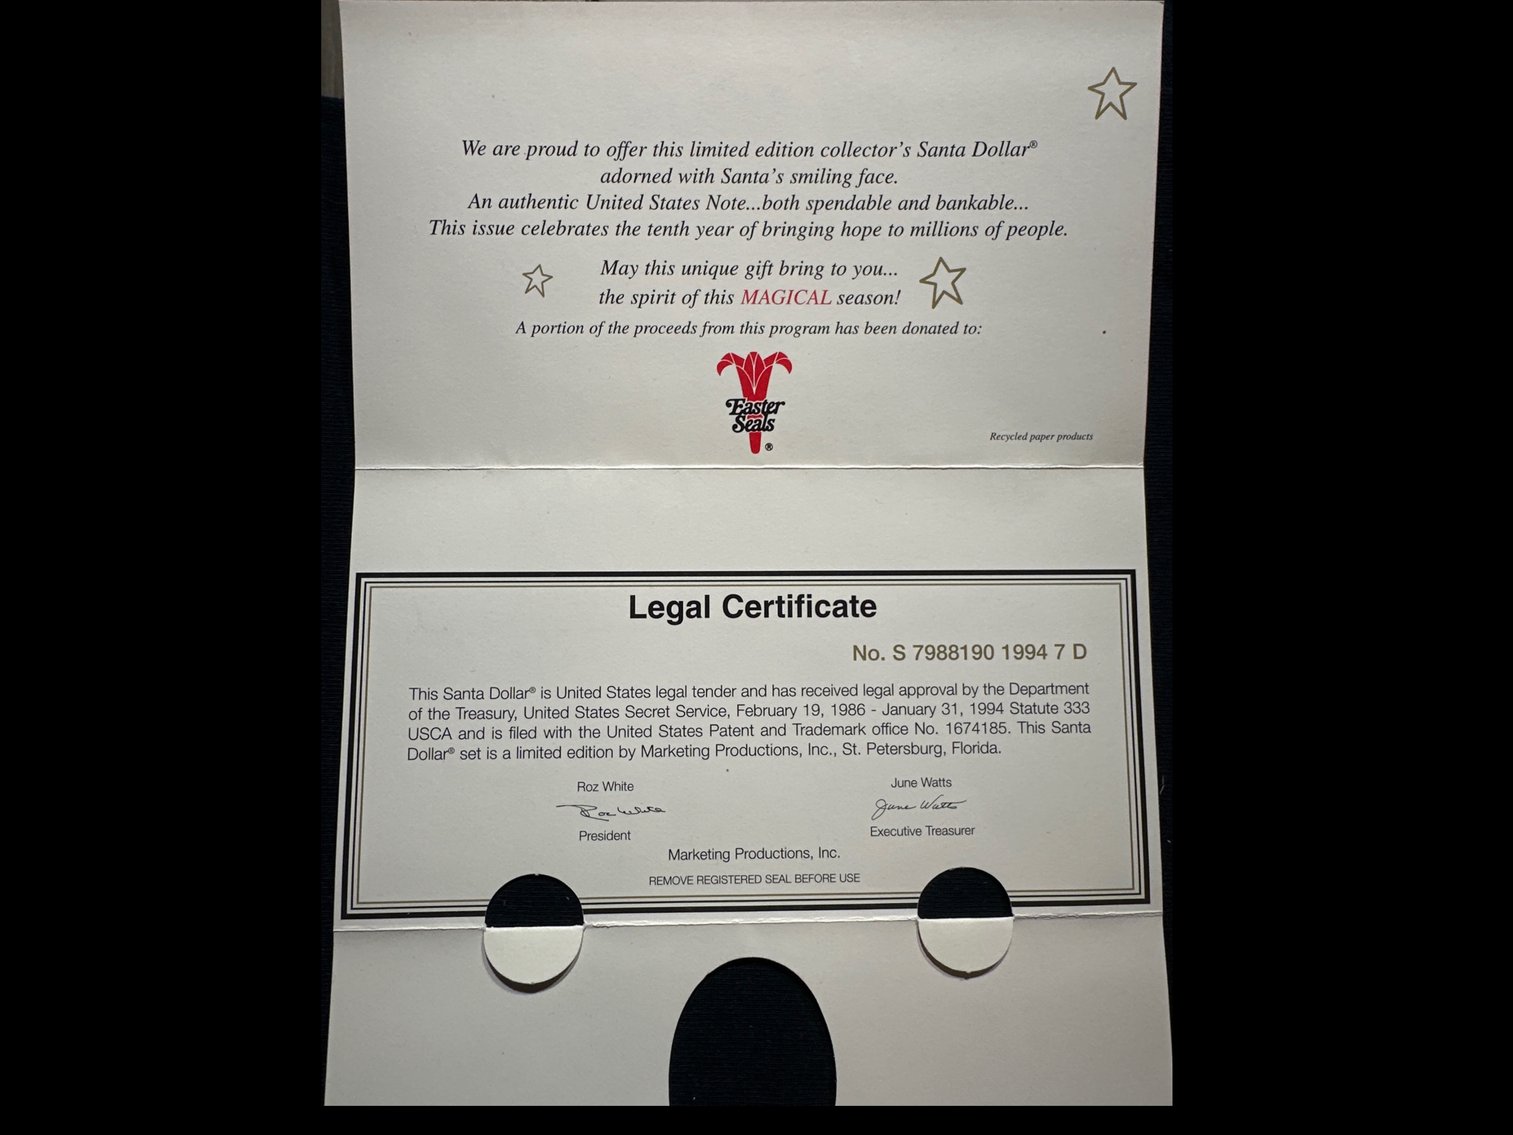 We are proud to offer this limited edition collector's Santa Dollar®
adorned with Santa's smiling face.
An authentic United States Note...both spendable and bankable...
This issue celebrates the tenth year of bringing hope to millions of people.
May this unique gift bring to you...
the spirit of this MAGICAL season!
A portion of the proceeds from this program has been donated to:
Easter
Seals
®
Recycled paper products
Legal Certificate
No. S 7988190 1994 7 D
This Santa Dollar® is United States legal tender and has received legal approval by the Department
of the Treasury, United States Secret Service, February 19, 1986 - January 31, 1994 Statute 333
USCA and is filed with the United States Patent and Trademark office No. 1674185. This Santa
Dollar® set is a limited edition by Marketing Productions, Inc., St. Petersburg, Florida.
Roz White June Watts
Roz White June Watts
President Executive Treasurer
Marketing Productions, Inc.
REMOVE REGISTERED SEAL BEFORE USE